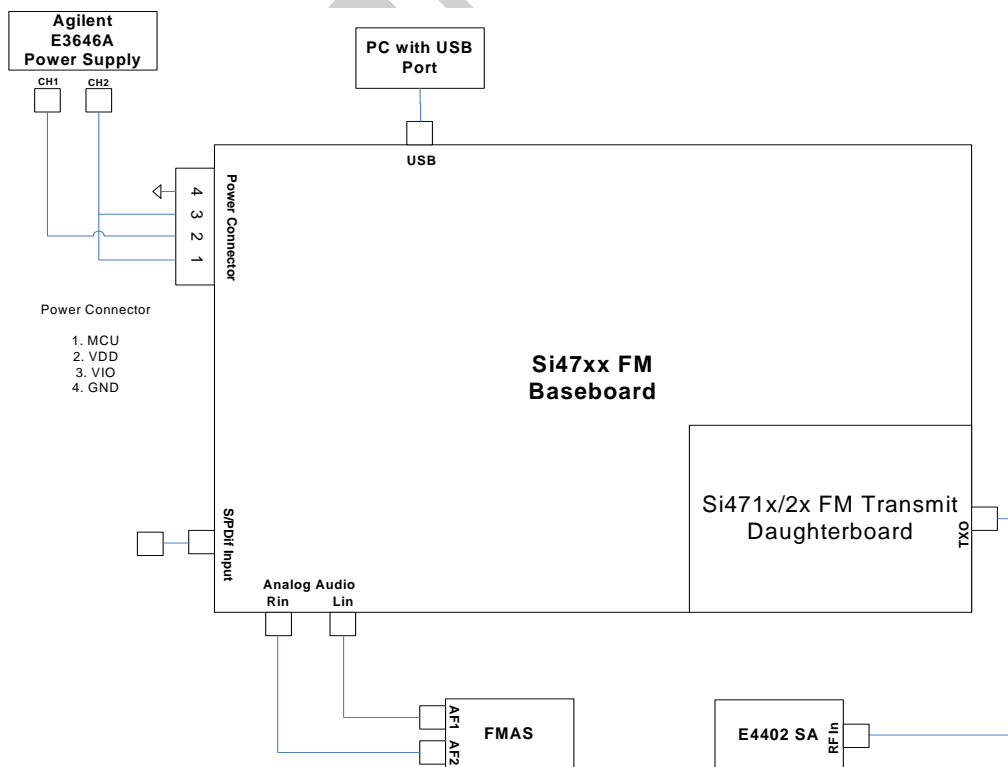 Agilent
E3646A
Power Supply
CH1 CH2
PC with USB
Port
USB
Power Connector
4
3
2
1
Power Connector
1. MCU
2. VDD
3. VIO
4. GND
Si47xx FM
Baseboard
Si471x/2x FM Transmit
Daughterboard
TXO
S/PDif Input
Analog Audio
Rin Lin
AF1
AF2
FMAS
E4402 SA
RF In